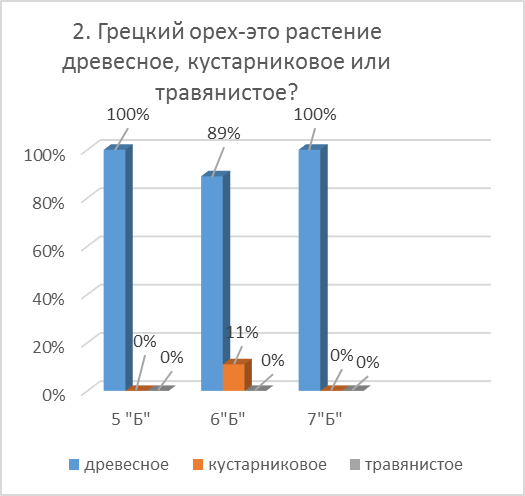 2. Грецкий орех-это растение
древесное, кустарниковое или
травянистое?
100%
89%
100%
100%
80%
60%
40%
20%
0%
0%
0%
11%
0%
0%
0%
5 "Б"
6"Б"
7"Б"
древесное
кустарниковое
травянистое